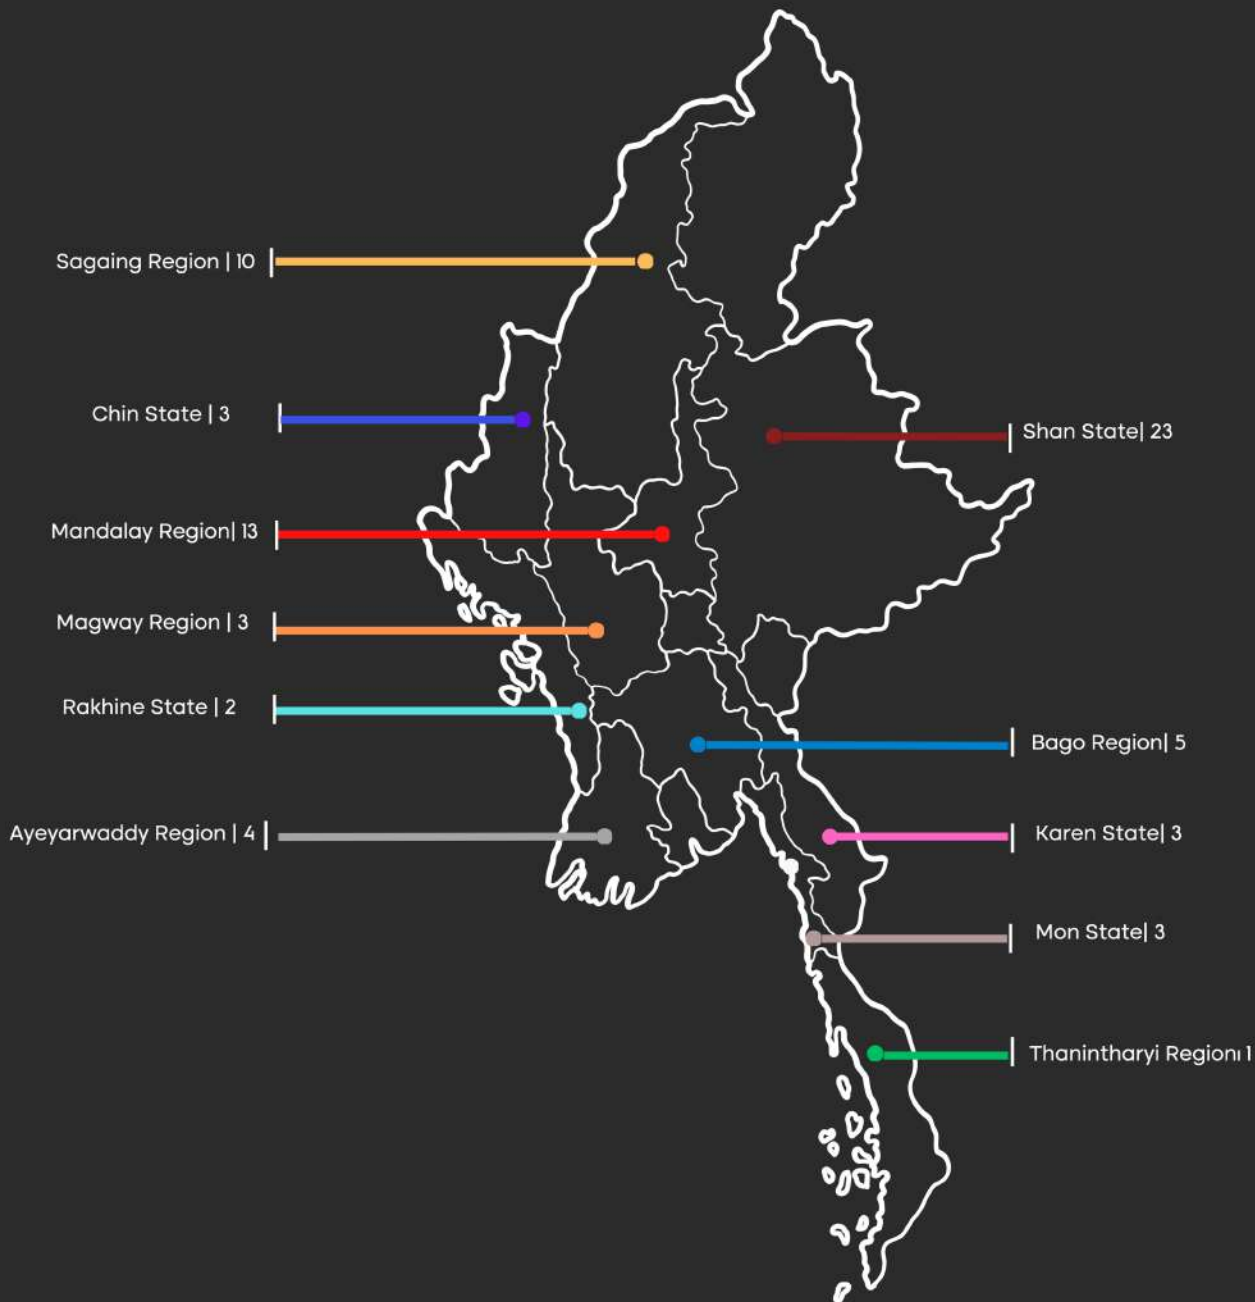 Sagaing Region | 10
Chin State | 3
Shan State| 23
Mandalay Region| 13
Magway Region | 3
Rakhine State | 2
Bago Region| 5
Ayeyarwaddy Region | 4
Karen State| 3
Mon State| 3
Thanintharyi Region| 1